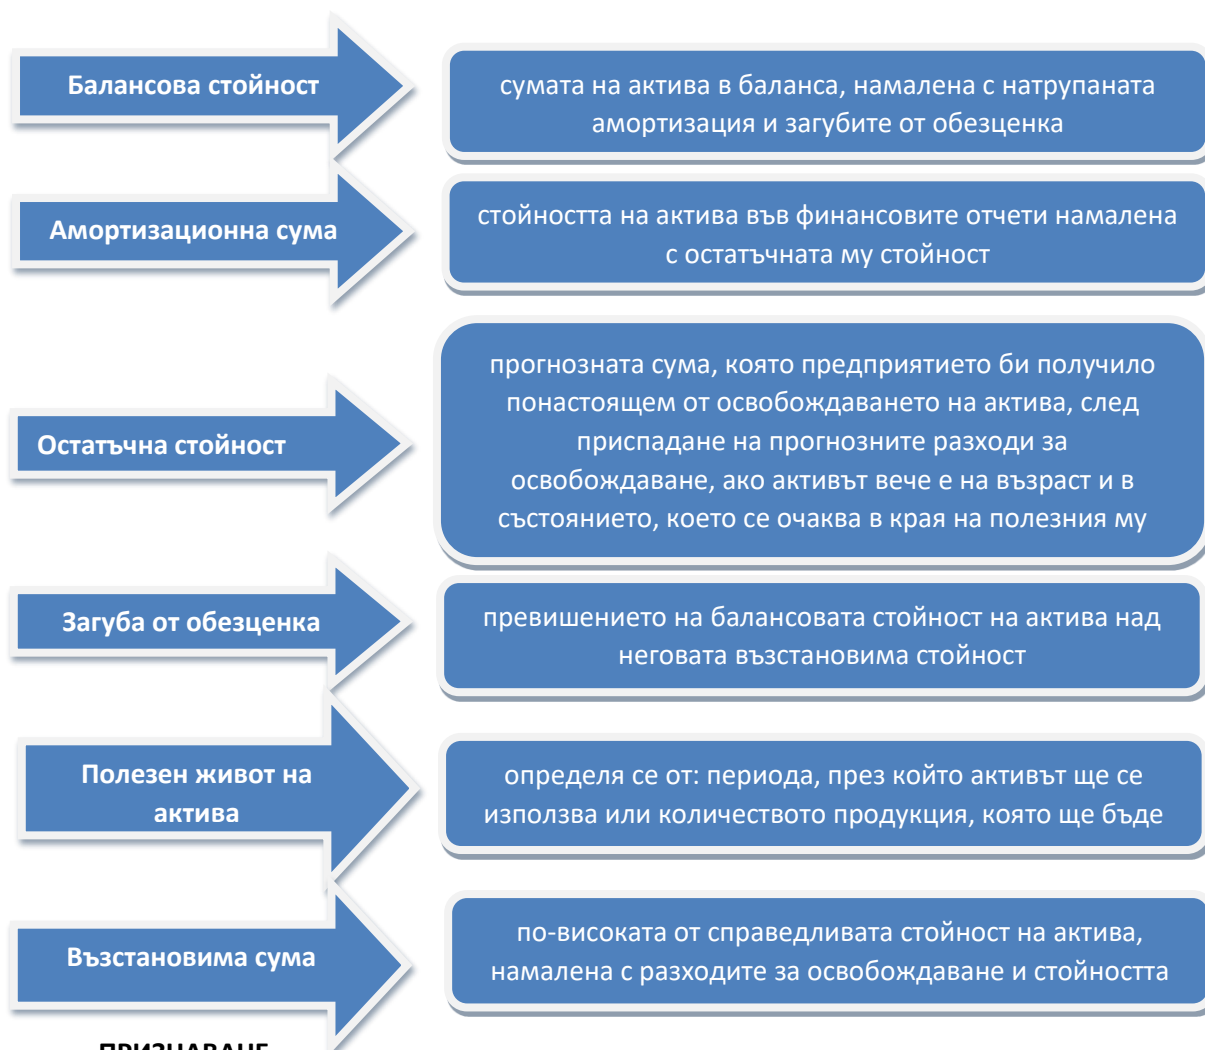 Балансова стойност
сумата на актива в баланса, намалена с натрупаната
амортизация и загубите от обезценка
Амортизационна сума
стойността на актива във финансовите отчети намалена
с остатъчната му стойност
Остатъчна стойност
прогнозната сума, която предприятието би получило
понастоящем от освобождаването на актива, след
приспадане на прогнозните разходи за
освобождаване, ако активът вече е на възраст и в
състоянието, което се очаква в края на полезния му
Загуба от обезценка
превишението на балансовата стойност на актива над
неговата възстановима стойност
Полезен живот на
актива
определя се от: периода, през който активът ще се
използва или количеството продукция, която ще бъде
Възстановима сума
по-високата от справедливата стойност на актива,
намалена с разходите за освобождаване и стойността
ПРИЗНАВАНЕ